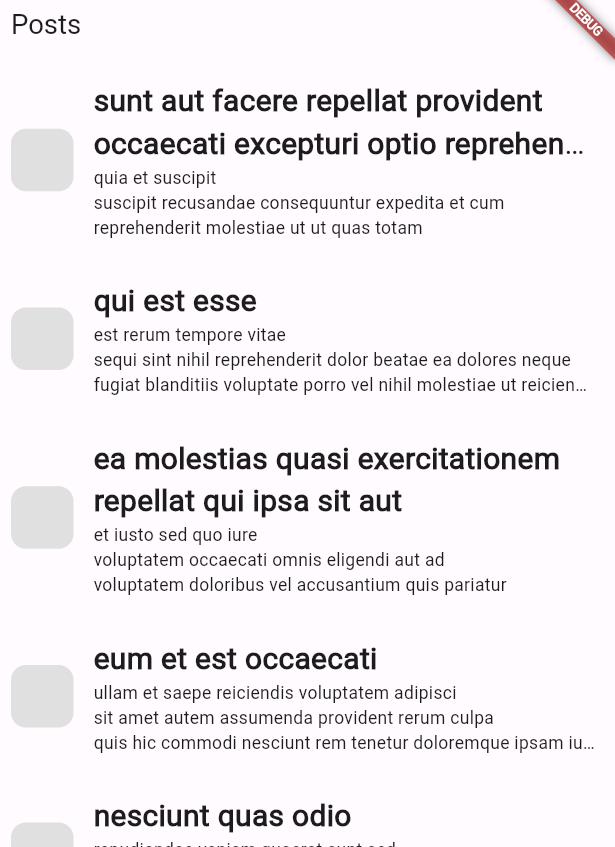 Posts
DEBUG
sunt aut facere repellat provident
occaecati excepturi optio reprehen…
quia et suscipit
suscipit recusandae consequuntur expedita et cum
reprehenderit molestiae ut ut quas totam
qui est esse
est rerum tempore vitae
sequi sint nihil reprehenderit dolor beatae ea dolores neque
fugiat blanditiis voluptate porro vel nihil molestiae ut reicien…
ea molestias quasi exercitationem
repellat qui ipsa sit aut
et iusto sed quo iure
voluptatem occaecati omnis eligendi aut ad
voluptatem doloribus vel accusantium quis pariatur
eum et est occaecati
ullam et saepe reiciendis voluptatem adipisci
sit amet autem assumenda provident rerum culpa
quis hic commodi nesciunt rem tenetur doloremque ipsam iu…
nesciunt quas odio